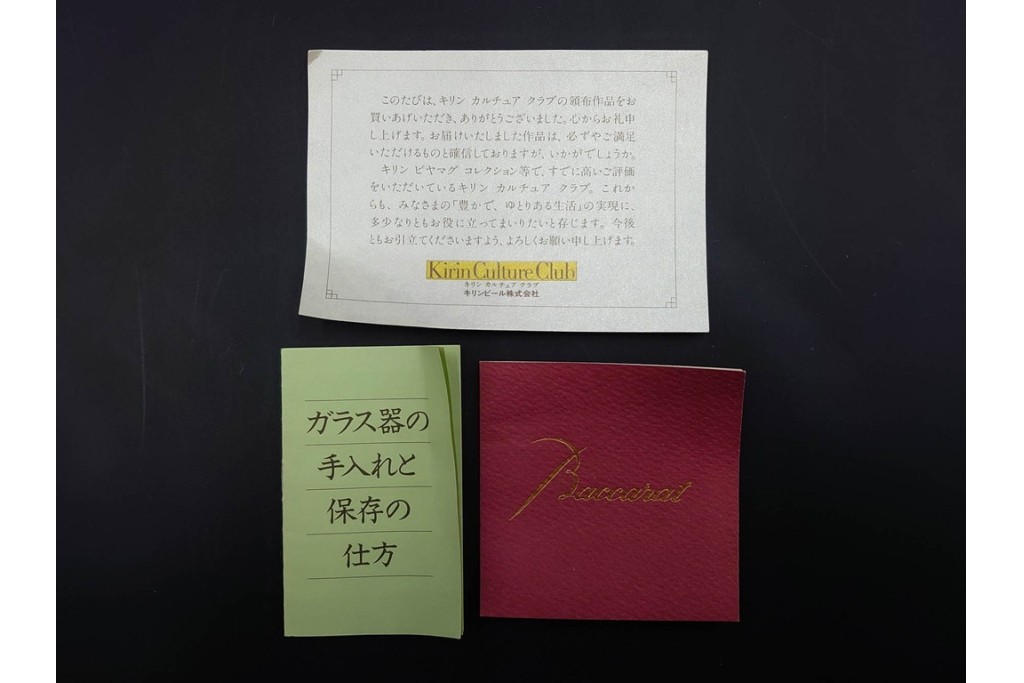 このたびは、キリン カルチュア クラブの頒布作品をお
買いあげいただき、ありがとうございました。心からお礼申
し上げます。お届けいたしました作品は、必ずやご満足
いただけるものと確信しておりますが、いかがでしょうか。
キリン ビヤマグ コレクション等で、すでに高いご評価
をいただいているキリン カルチュア クラブ。これか
らも、みなさまの「豊かで、ゆとりある生活」の実現に、
多少なりともお役に立ってまいりたいと存じます。今後
ともお引立てくださいますよう、よろしくお願い申し上げます。
Kirin Culture Club
キリン カルチュア クラブ
キリンビール株式会社
ガラス器の
手入れと
保存の
仕方
Baccarat